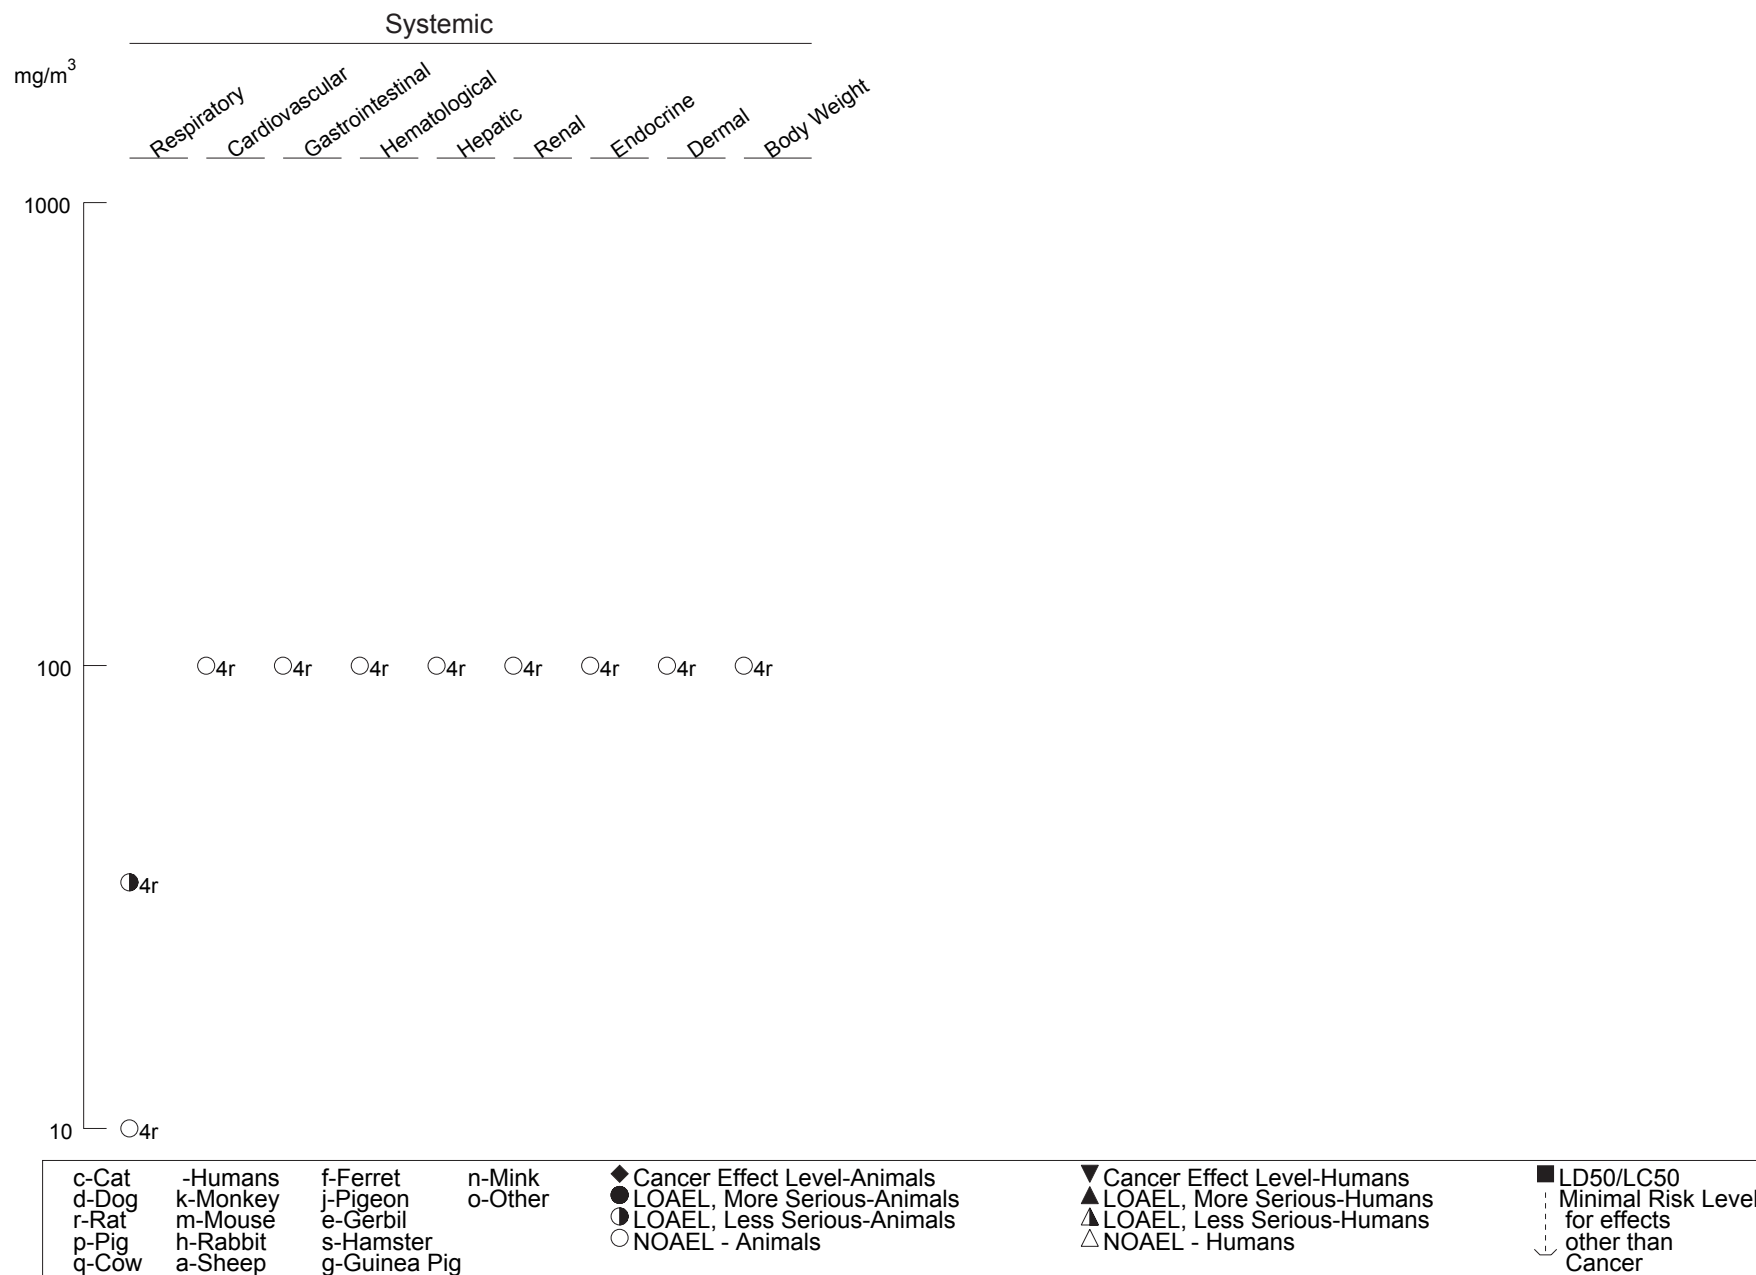 Systemic
mg/m3
Respiratory
Cardiovascular
Gastrointestinal
Hematological
Hepatic
Renal
Endocrine
Dermal
Body Weight
1000
100
4r 4r 4r 4r 4r 4r 4r 4r
4r
10
4r
c-Cat -Humans f-Ferret n-Mink Cancer Effect Level-Animals Cancer Effect Level-Humans LD50/LC50
d-Dog k-Monkey j-Pigeon o-Other LOAEL, More Serious-Animals LOAEL, More Serious-Humans Minimal Risk Level
r-Rat m-Mouse e-Gerbil LOAEL, Less Serious-Animals LOAEL, Less Serious-Humans for effects
p-Pig h-Rabbit s-Hamster NOAEL - Animals NOAEL - Humans other than
q-Cow a-Sheep g-Guinea Pig Cancer